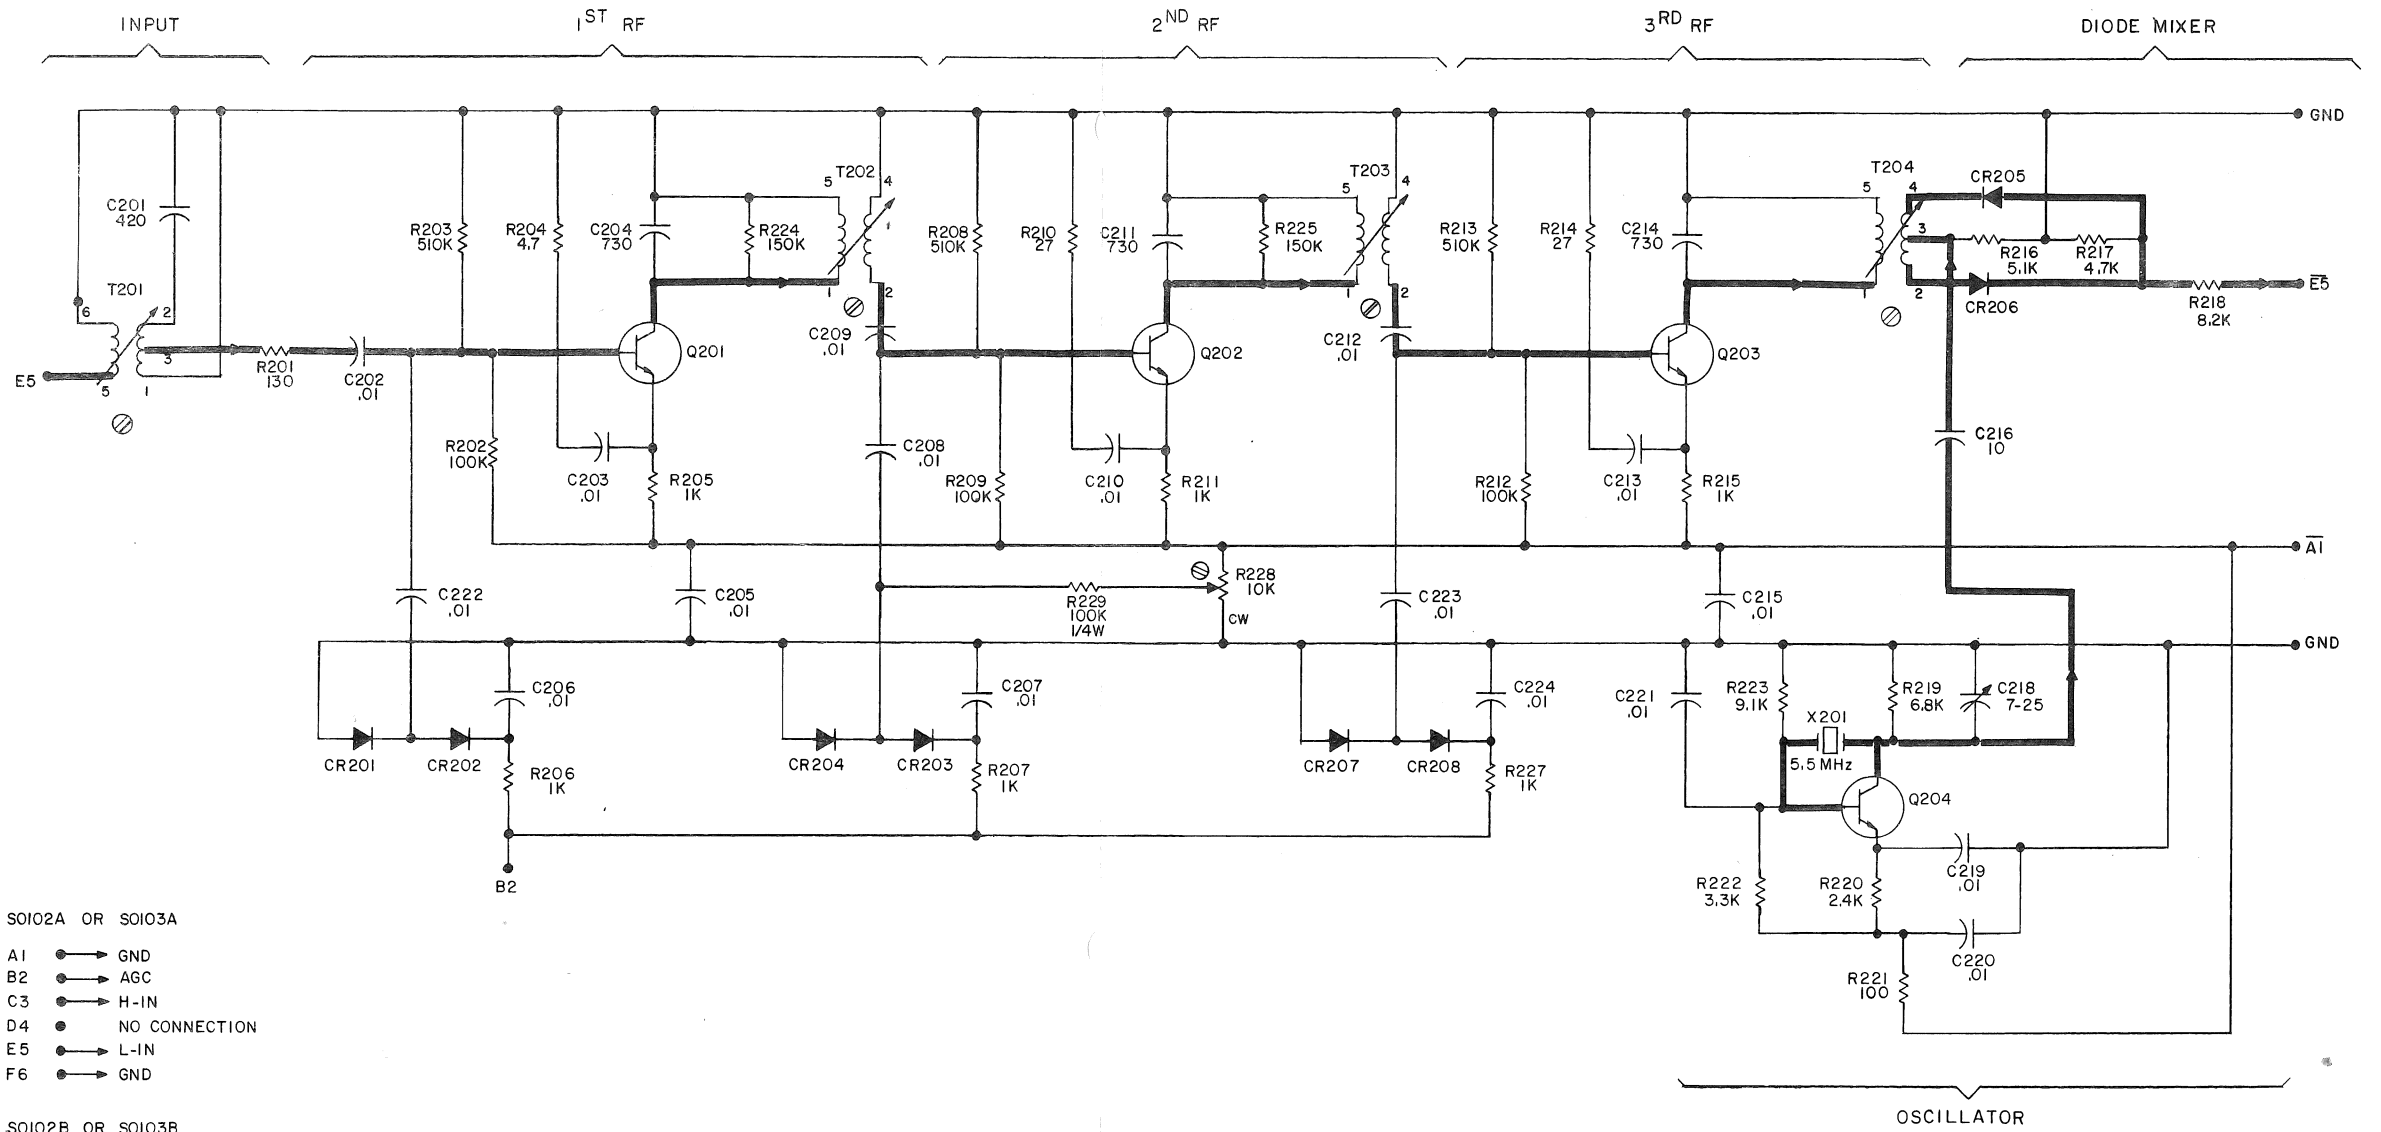 INPUT
1ST RF
2ND RF
3RD RF
DIODE MIXER
GND
C201
420
T201
6
2
3
5
1
E5
R201
130
C202
.01
R203
510K
R204
4.7
C204
730
R224
150K
T202
5
4
1
2
Q201
R202
100K
C203
.01
R205
1K
C209
.01
C208
.01
R208
510K
R210
27
C211
730
R225
150K
T203
5
4
1
2
Q202
R209
100K
C210
.01
R211
1K
C212
.01
R213
510K
R214
27
C214
730
T204
5
4
3
1
2
Q203
R212
100K
C213
.01
R215
1K
CR205
R216
5.1K
R217
4.7K
CR206
R218
8.2K
E5
C216
10
A1
C222
.01
C205
.01
R229
100K
1/4W
R228
10K
CW
C223
.01
C215
.01
GND
C206
.01
C207
.01
C224
.01
C221
.01
R223
9.1K
R219
6.8K
C218
7-25
X201
5.5MHz
CR201
CR202
R206
1K
CR204
CR203
R207
1K
CR207
CR208
R227
1K
Q204
B2
R222
3.3K
R220
2.4K
C219
.01
C220
.01
R221
100
OSCILLATOR
SO102A OR SO103A
A1 GND
B2 AGC
C3 H-IN
D4 NO CONNECTION
E5 L-IN
F6 GND
SO102B OR SO103B